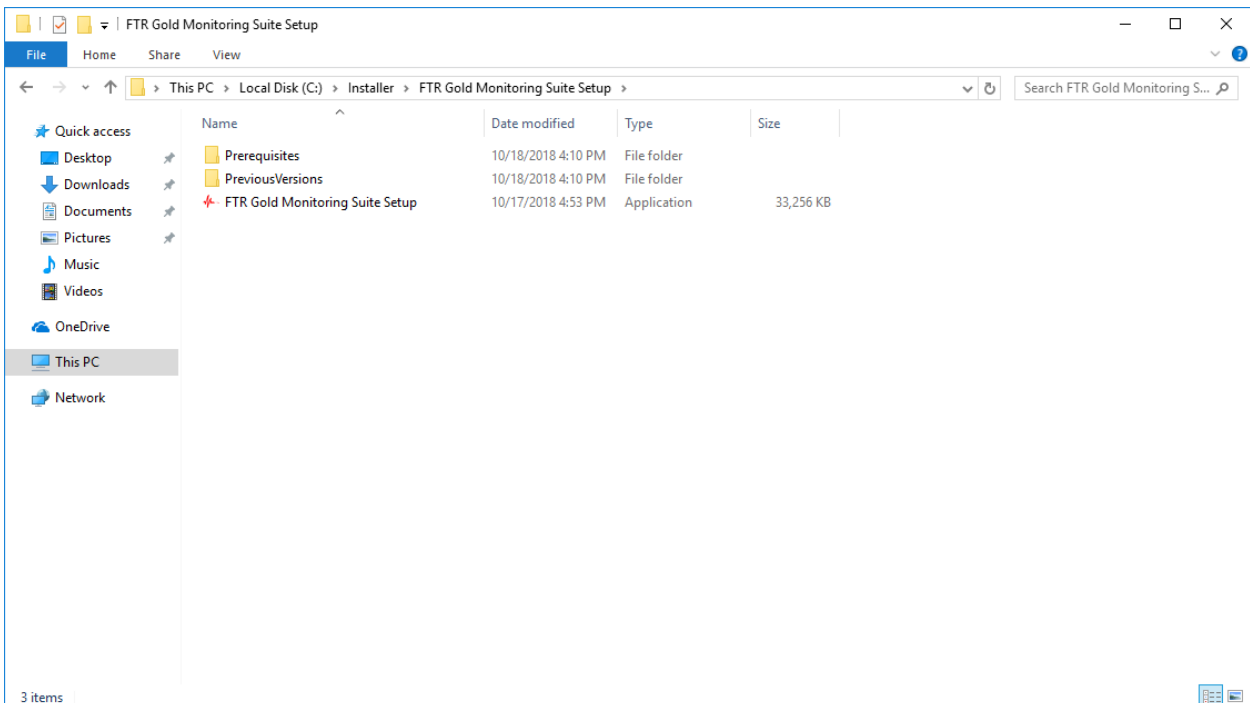 FTR Gold Monitoring Suite Setup
File Home Share View
This PC > Local Disk (C:) > Installer > FTR Gold Monitoring Suite Setup >
Search FTR Gold Monitoring S...
Quick access
Desktop
Downloads
Documents
Pictures
Music
Videos
OneDrive
This PC
Network
Name Date modified Type Size
Prerequisites 10/18/2018 4:10 PM File folder
PreviousVersions 10/18/2018 4:10 PM File folder
FTR Gold Monitoring Suite Setup 10/17/2018 4:53 PM Application 33,256 KB
3 items